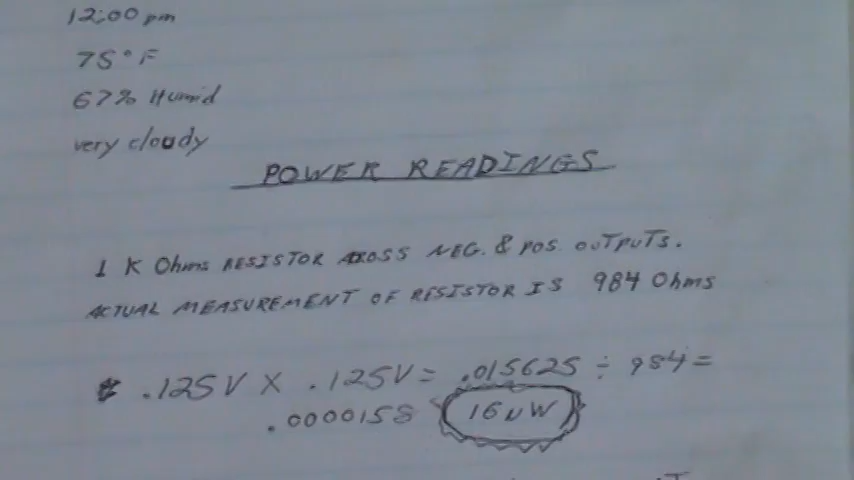 12:00 pm
75° F
67% Humid
very cloudy
POWER READINGS
1 K Ohms RESISTOR ACROSS NEG. & POS. OUTPUTS.
ACTUAL MEASUREMENT OF RESISTOR IS 984 Ohms
.125V X .125V = .015625 ÷ 984 =
.0000158 16uW